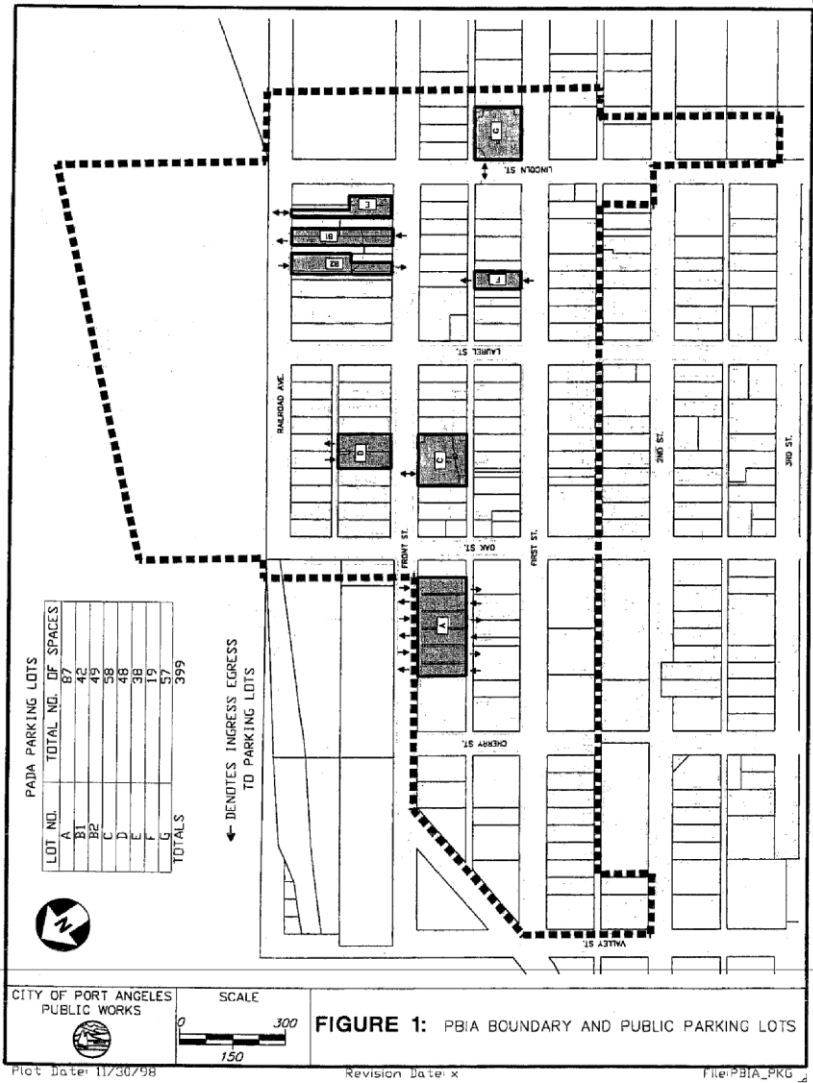 PADA PARKING LOTS
LOT NO. TOTAL NO. OF SPACES
A 87
B1 42
B2 49
C 58
D 48
E 38
F 19
G 57
TOTALS 399
← DENOTES INGRESS EGRESS
TO PARKING LOTS
N
G
LINCOLN ST.
E
B1
B2
F
LAUREL ST.
RAILROAD AVE.
D
C
2ND ST.
3RD ST.
FRONT ST.
OAK ST.
FIRST ST.
A
CHERRY ST.
VALLEY ST.
CITY OF PORT ANGELES
PUBLIC WORKS
SCALE
0 300
150
FIGURE 1: PBIA BOUNDARY AND PUBLIC PARKING LOTS
Plot Date: 11/30/98
Revision Date: x
File:PBIA_PKG